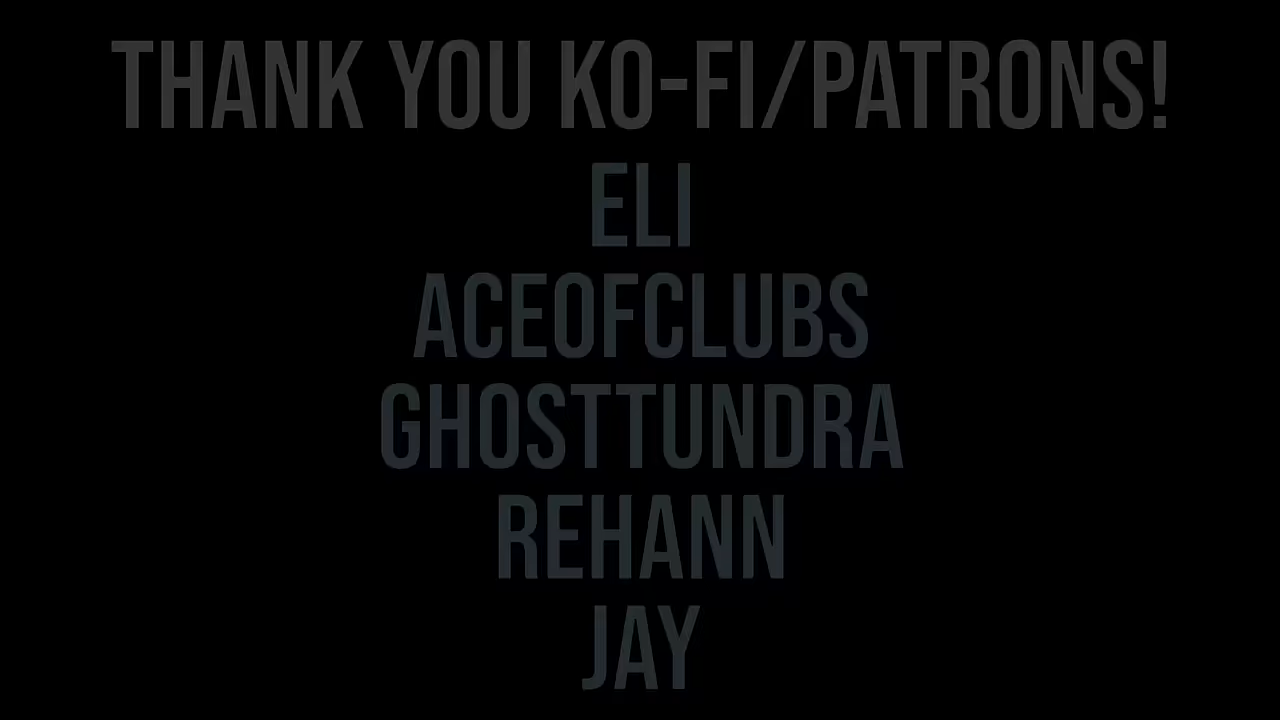 THANK YOU KO-FI/PATRONS!
ELI
ACEOFCLUBS
GHOSTTUNDRA
REHANN
JAY